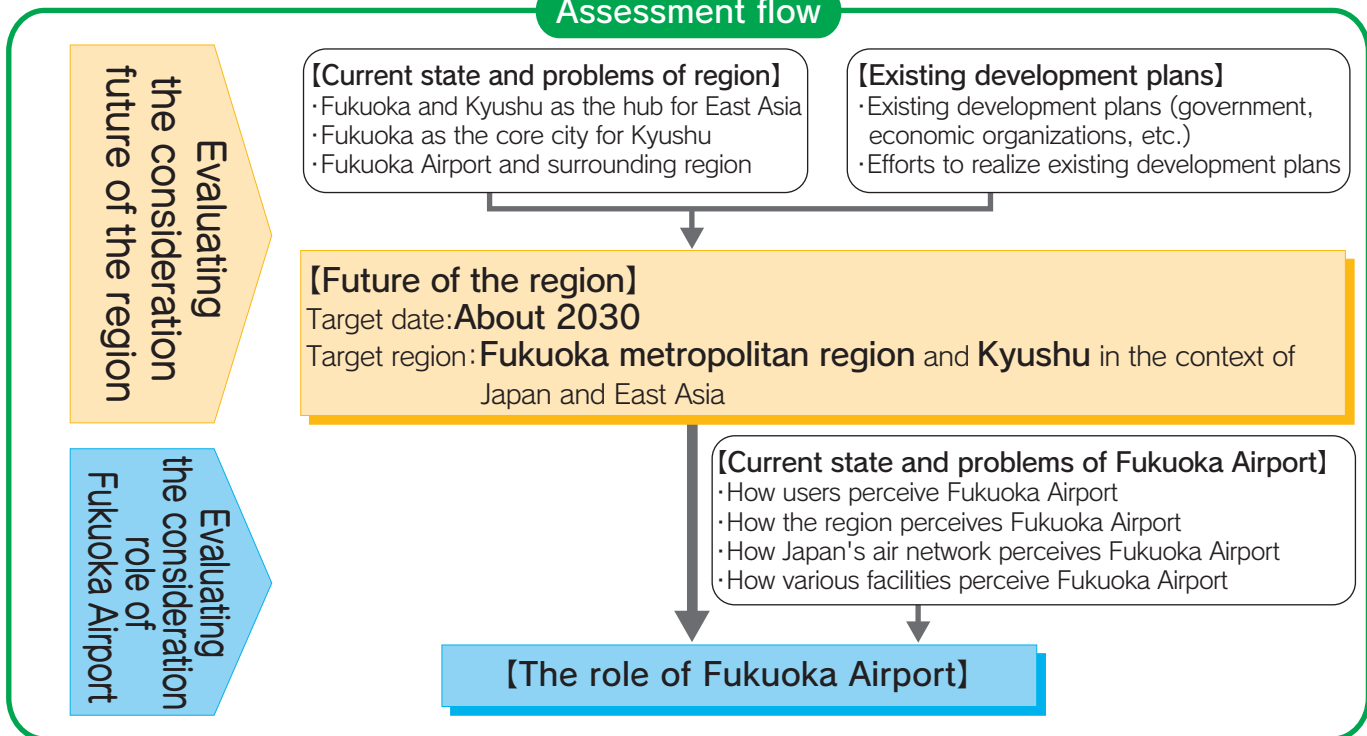 Assessment flow
Evaluating
the consideration
future of the region
【Current state and problems of region】
·Fukuoka and Kyushu as the hub for East Asia
·Fukuoka as the core city for Kyushu
·Fukuoka Airport and surrounding region
【Existing development plans】
·Existing development plans (government,
economic organizations, etc.)
·Efforts to realize existing development plans
【Future of the region】
Target date:About 2030
Target region:Fukuoka metropolitan region and Kyushu in the context of
Japan and East Asia
Evaluating
the consideration
role of
Fukuoka Airport
【Current state and problems of Fukuoka Airport】
·How users perceive Fukuoka Airport
·How the region perceives Fukuoka Airport
·How Japan's air network perceives Fukuoka Airport
·How various facilities perceive Fukuoka Airport
【The role of Fukuoka Airport】